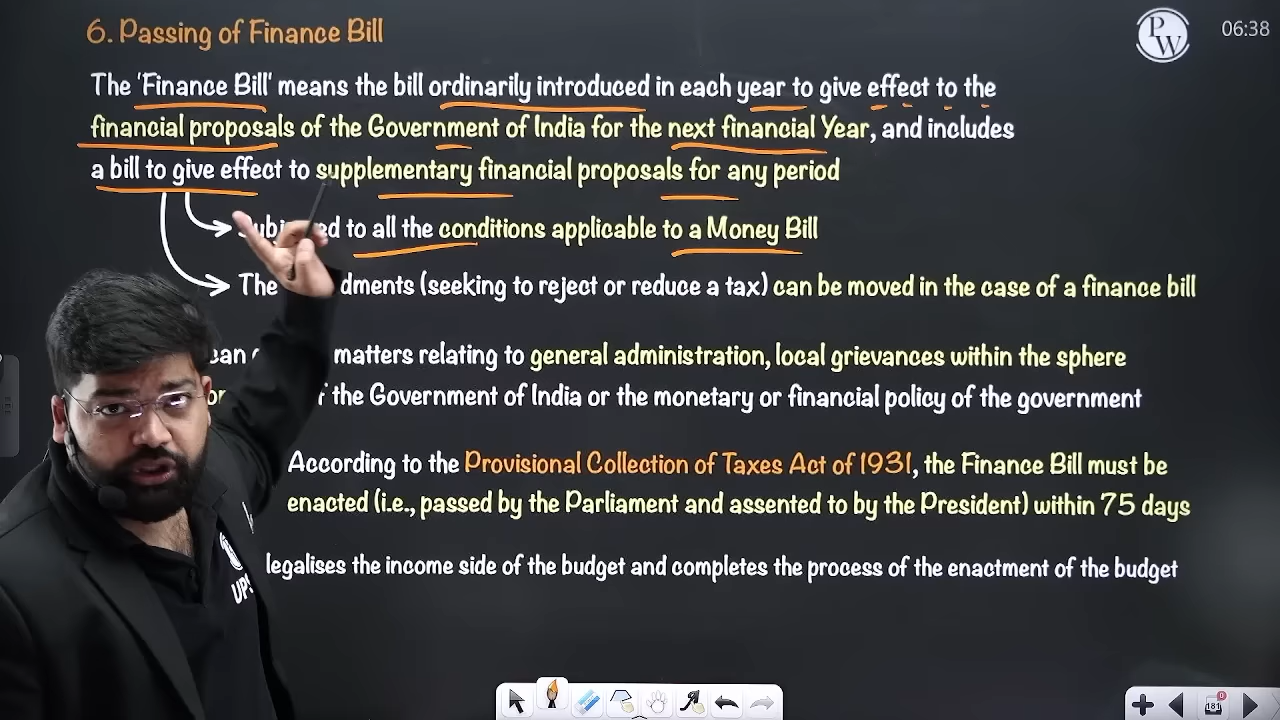 6. Passing of Finance Bill
PW
06:38
The 'Finance Bill' means the bill ordinarily introduced in each year to give effect to the
financial proposals of the Government of India for the next financial Year, and includes
a bill to give effect to supplementary financial proposals for any period
to all the conditions applicable to a Money Bill
The (seeking to reject or reduce a tax) can be moved in the case of a finance bill
can matters relating to general administration, local grievances within the sphere
the Government of India or the monetary or financial policy of the government
According to the Provisional Collection of Taxes Act of 1931, the Finance Bill must be
enacted (i.e., passed by the Parliament and assented to by the President) within 75 days
legalises the income side of the budget and completes the process of the enactment of the budget
UPS
181